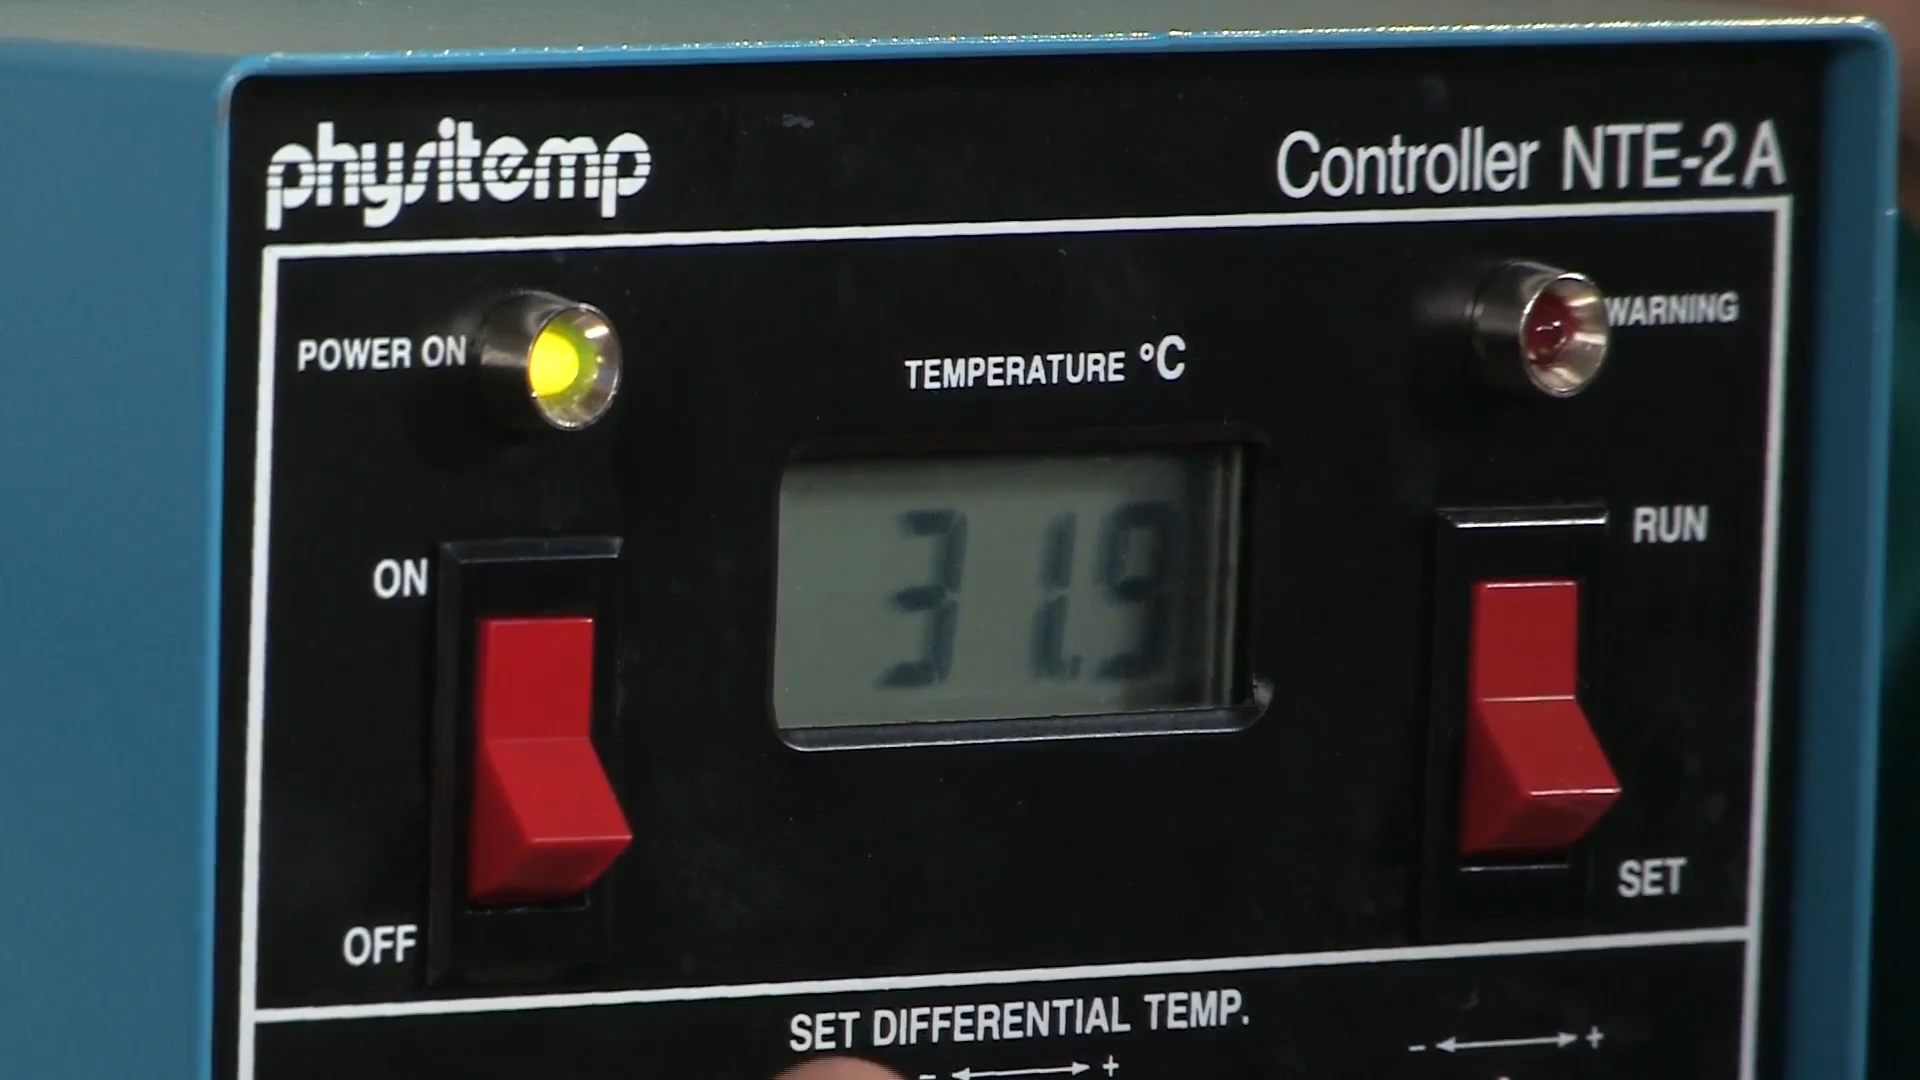 physitemp
Controller NTE-2A
POWER ON
WARNING
TEMPERATURE °C
31.9
ON
OFF
RUN
SET
SET DIFFERENTIAL TEMP.
- +
- +